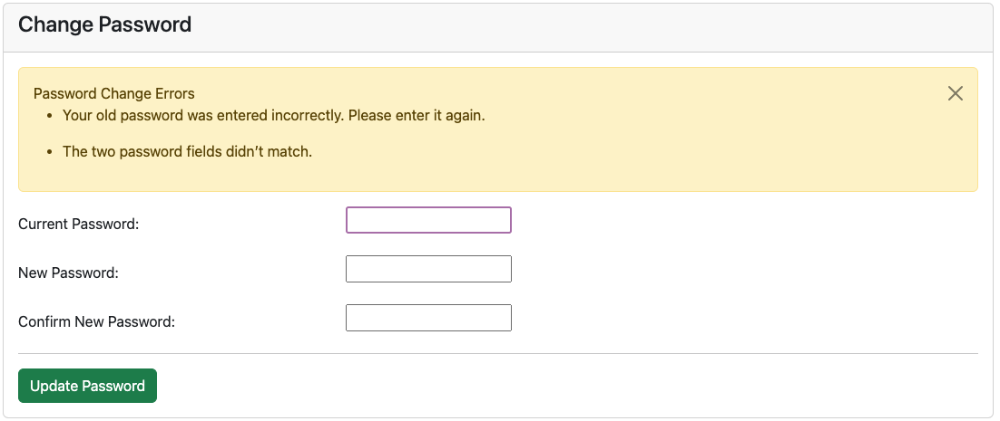 Change Password
Password Change Errors
• Your old password was entered incorrectly. Please enter it again.
• The two password fields didn’t match.
Current Password:
New Password:
Confirm New Password:
Update Password